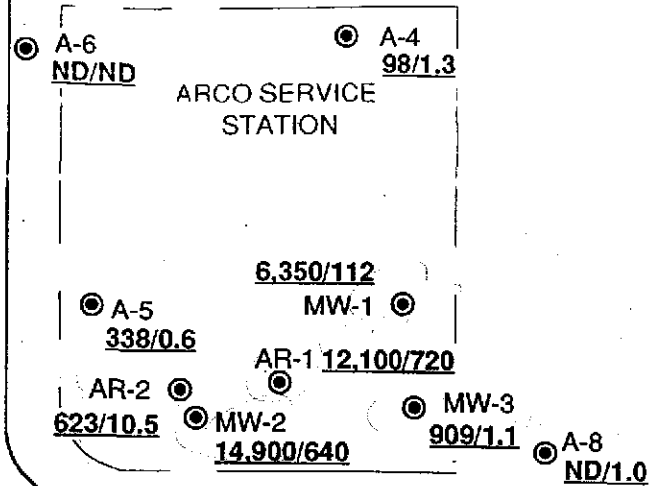 A-6
ND/ND
A-4
98/1.3
ARCO SERVICE
STATION
6,350/112
MW-1
A-5
338/0.6
AR-1 12,100/720
AR-2
623/10.5
MW-2
14,900/640
MW-3
909/1.1
A-8
ND/1.0